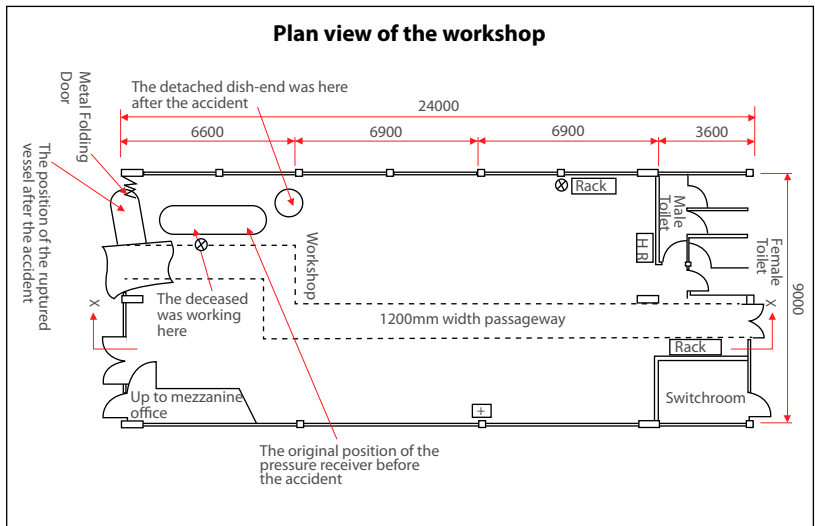 Plan view of the workshop
Metal Folding
Door
The detached dish-end was here
after the accident
24000
6600
6900
6900
3600
The position of the ruptured
vessel after the accident
Rack
Male
Toilet
Female
Toilet
H R
Workshop
9000
The deceased
was working
here
X
X
1200mm width passageway
Rack
Up to mezzanine
office
Switchroom
+
The original position of the
pressure receiver before
the accident